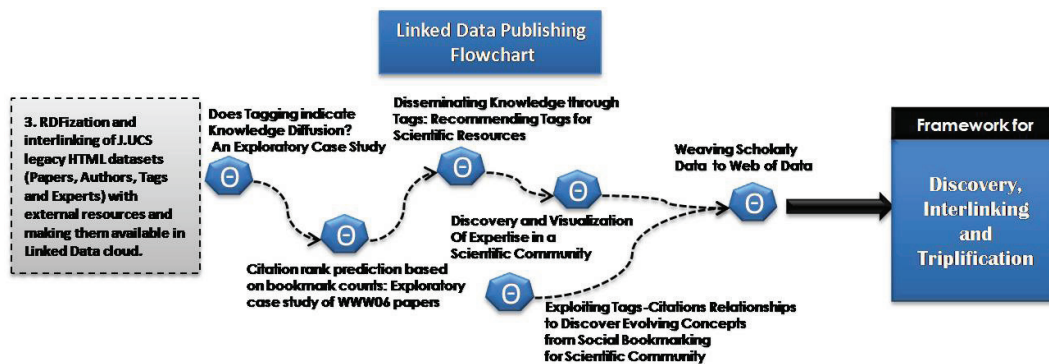 Linked Data Publishing
Flowchart
3. RDFization and
interlinking of J.UCS
legacy HTML datasets
(Papers, Authors, Tags
and Experts) with
external resources and
making them available in
Linked Data cloud.
Does Tagging indicate
Knowledge Diffusion?
An Exploratory Case Study
Θ
Citation rank prediction based
on bookmark counts: Exploratory
case study of WWW06 papers
Θ
Disseminating Knowledge through
Tags: Recommending Tags for
Scientific Resources
Θ
Θ
Discovery and Visualization
Of Expertise in a
Scientific Community
Θ
Exploiting Tags-Citations Relationships
to Discover Evolving Concepts
from Social Bookmarking
for Scientific Community
Weaving Scholarly
Data to Web of Data
Θ
Framework for
Discovery,
Interlinking
and
Triplification